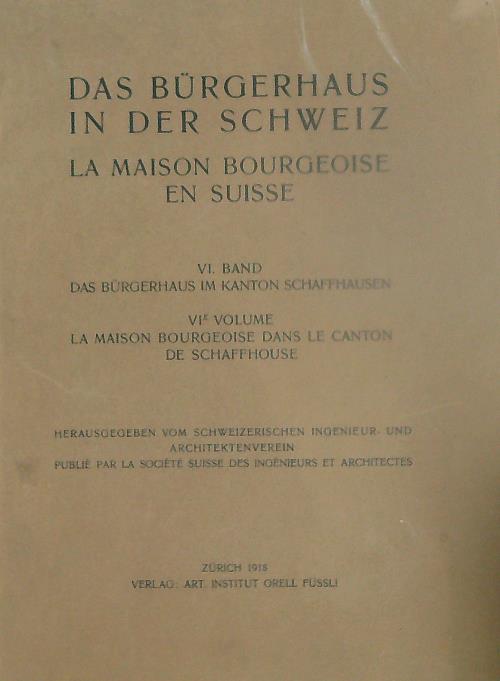 DAS BÜRGERHAUS
IN DER SCHWEIZ
LA MAISON BOURGEOISE
EN SUISSE
VI. BAND
DAS BÜRGERHAUS IM KANTON SCHAFFHAUSEN
VIE VOLUME
LA MAISON BOURGEOISE DANS LE CANTON
DE SCHAFFHOUSE
HERAUSGEGEBEN VOM SCHWEIZERISCHEN INGENIEUR- UND
ARCHITEKTENVEREIN
PUBLIÉ PAR LA SOCIÉTÉ SUISSE DES INGÉNIEURS ET ARCHITECTES
ZÜRICH 1918
VERLAG: ART. INSTITUT ORELL FÜSSLI